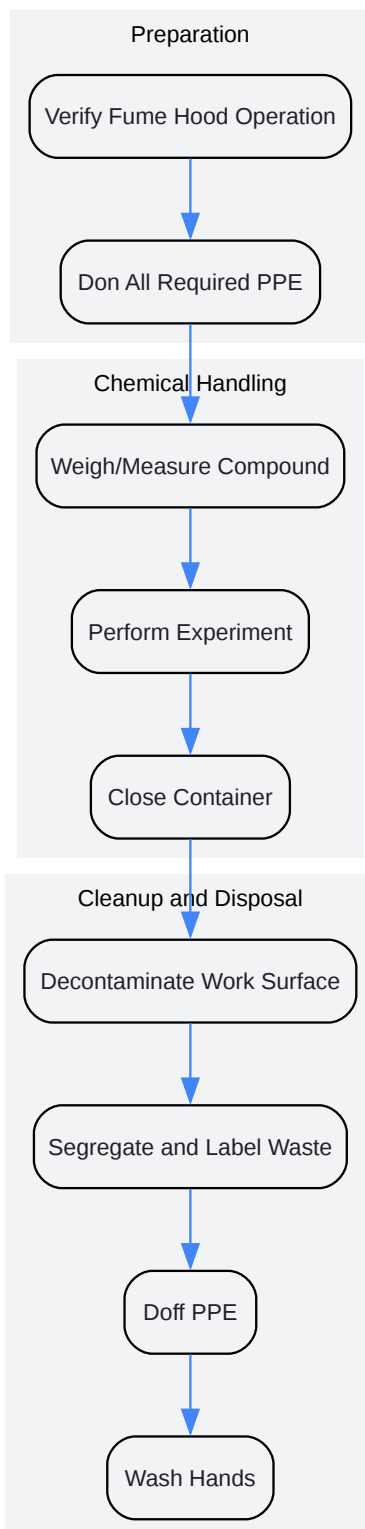 Preparation
Verify Fume Hood Operation
Don All Required PPE
Chemical Handling
Weigh/Measure Compound
Perform Experiment
Close Container
Cleanup and Disposal
Decontaminate Work Surface
Segregate and Label Waste
Doff PPE
Wash Hands